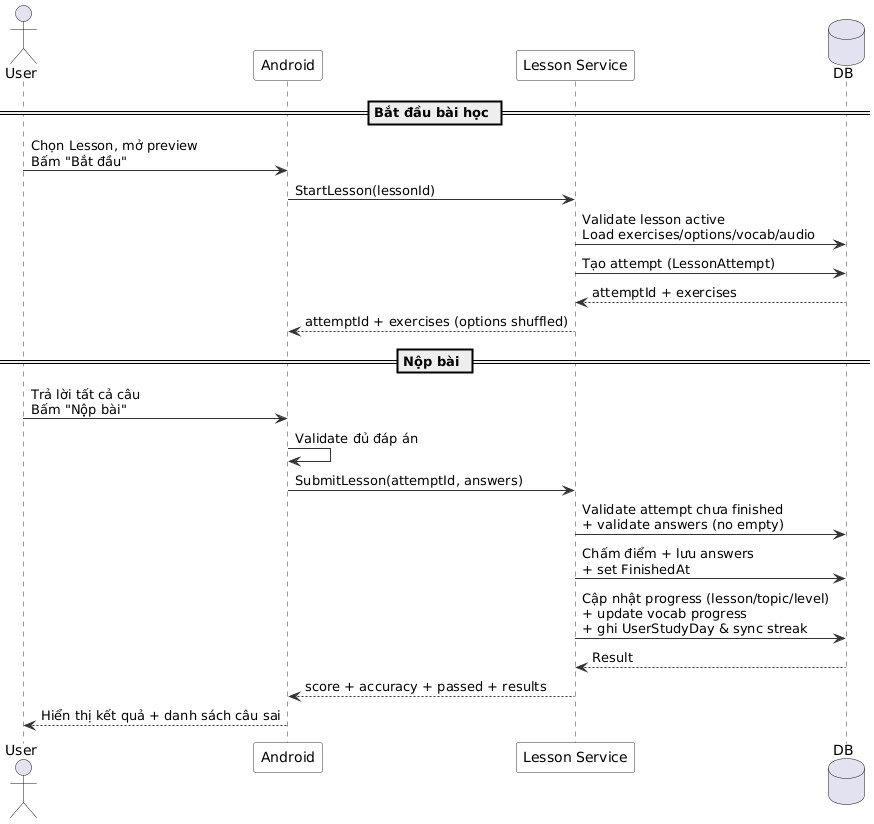 User
Android
Lesson Service
DB
Bắt đầu bài học
Chọn Lesson, mở preview
Bấm "Bắt đầu"
StartLesson(lessonId)
Validate lesson active
Load exercises/options/vocab/audio
Tạo attempt (LessonAttempt)
attemptId + exercises
attemptId + exercises (options shuffled)
Nộp bài
Trả lời tất cả câu
Bấm "Nộp bài"
Validate đủ đáp án
SubmitLesson(attemptId, answers)
Validate attempt chưa finished
+ validate answers (no empty)
Chấm điểm + lưu answers
+ set FinishedAt
Cập nhật progress (lesson/topic/level)
+ update vocab progress
+ ghi UserStudyDay & sync streak
Result
score + accuracy + passed + results
Hiển thị kết quả + danh sách câu sai
User
Android
Lesson Service
DB